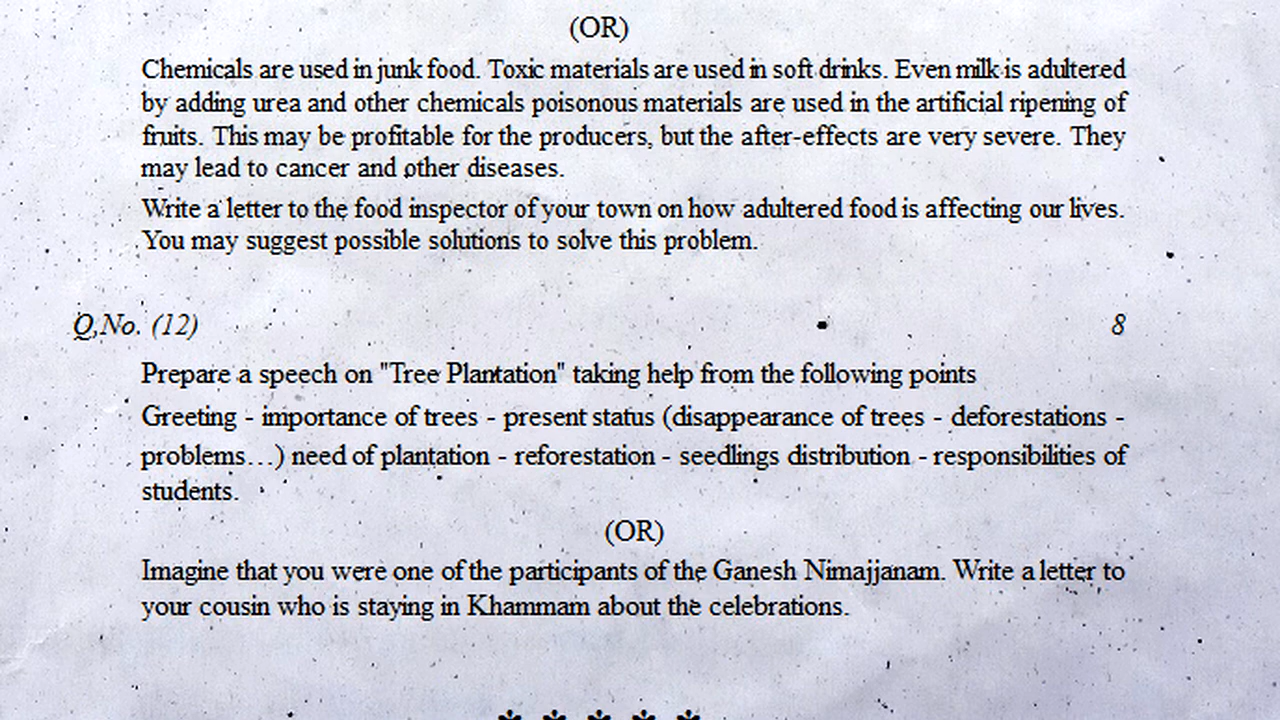 (OR)
Chemicals are used in junk food. Toxic materials are used in soft drinks. Even milk is adultered
by adding urea and other chemicals poisonous materials are used in the artificial ripening of
fruits. This may be profitable for the producers, but the after-effects are very severe. They
may lead to cancer and other diseases.
Write a letter to the food inspector of your town on how adultered food is affecting our lives.
You may suggest possible solutions to solve this problem.
Q,No. (12) 8
Prepare a speech on "Tree Plantation" taking help from the following points
Greeting - importance of trees - present status (disappearance of trees - deforestations -
problems...) need of plantation - reforestation - seedlings distribution - responsibilities of
students.
(OR)
Imagine that you were one of the participants of the Ganesh Nimajjanam. Write a letter to
your cousin who is staying in Khammam about the celebrations.
* * * * *